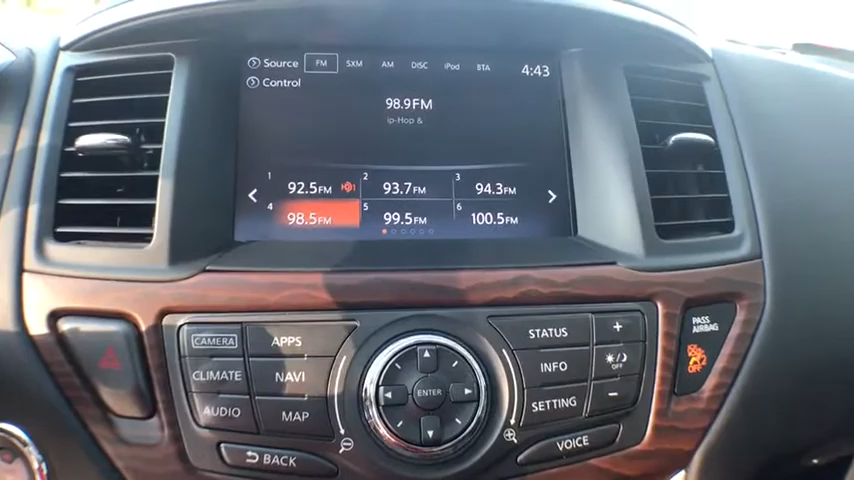 Source FM SXM AM DISC iPod STA 4:43
Control
98.9FM
ip-Hop &
1 92.5FM 2 93.7FM 3 94.3FM
4 98.5FM 5 99.5FM 6 100.5FM
CAMERA APPS STATUS + PASS AIRBAG
CLIMATE NAVI ENTER INFO OFF OFF
AUDIO MAP SETTING −
BACK VOICE